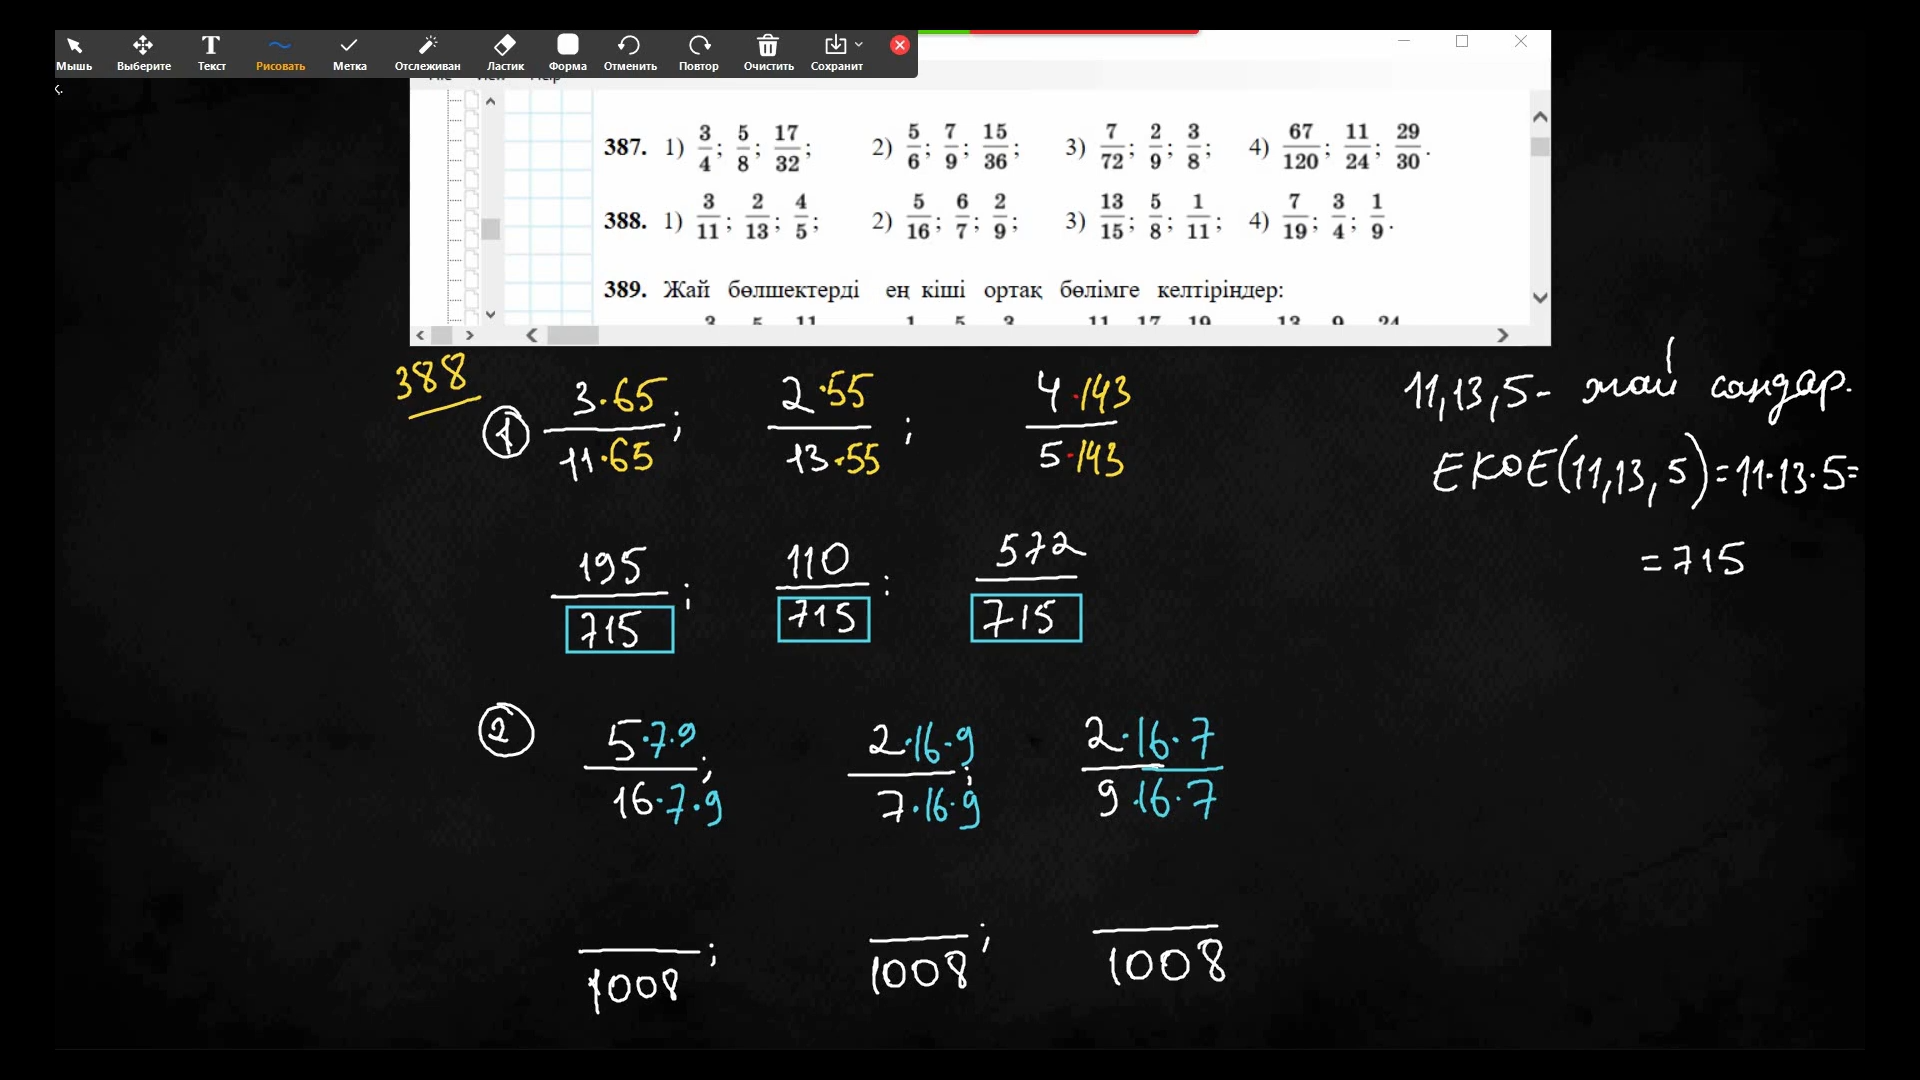 Мышь Выберите Текст Рисовать Метка Отслеживан Ластик Форма Отменить Повтор Очистить Сохранит
387. 1) 3/4; 5/8; 17/32; 2) 5/6; 7/9; 15/36; 3) 7/72; 2/9; 3/8; 4) 67/120; 11/24; 29/30.
388. 1) 3/11; 2/13; 4/5; 2) 5/16; 6/7; 2/9; 3) 13/15; 5/8; 1/11; 4) 7/19; 3/4; 1/9.
389. Жай бөлшектерді ең кіші ортақ бөлімге келтіріңдер:
388
1 3·65/11·65; 2·55/13·55; 4·143/5·143
11,13,5- жай сандар.
ЕКОЕ(11,13,5)=11·13·5=
=715
195/715; 110/715: 572/715
2 5·7·9/16·7·9; 2·16·9/7·16·9; 2·16·7/9·16·7
/1008; /1008; /1008